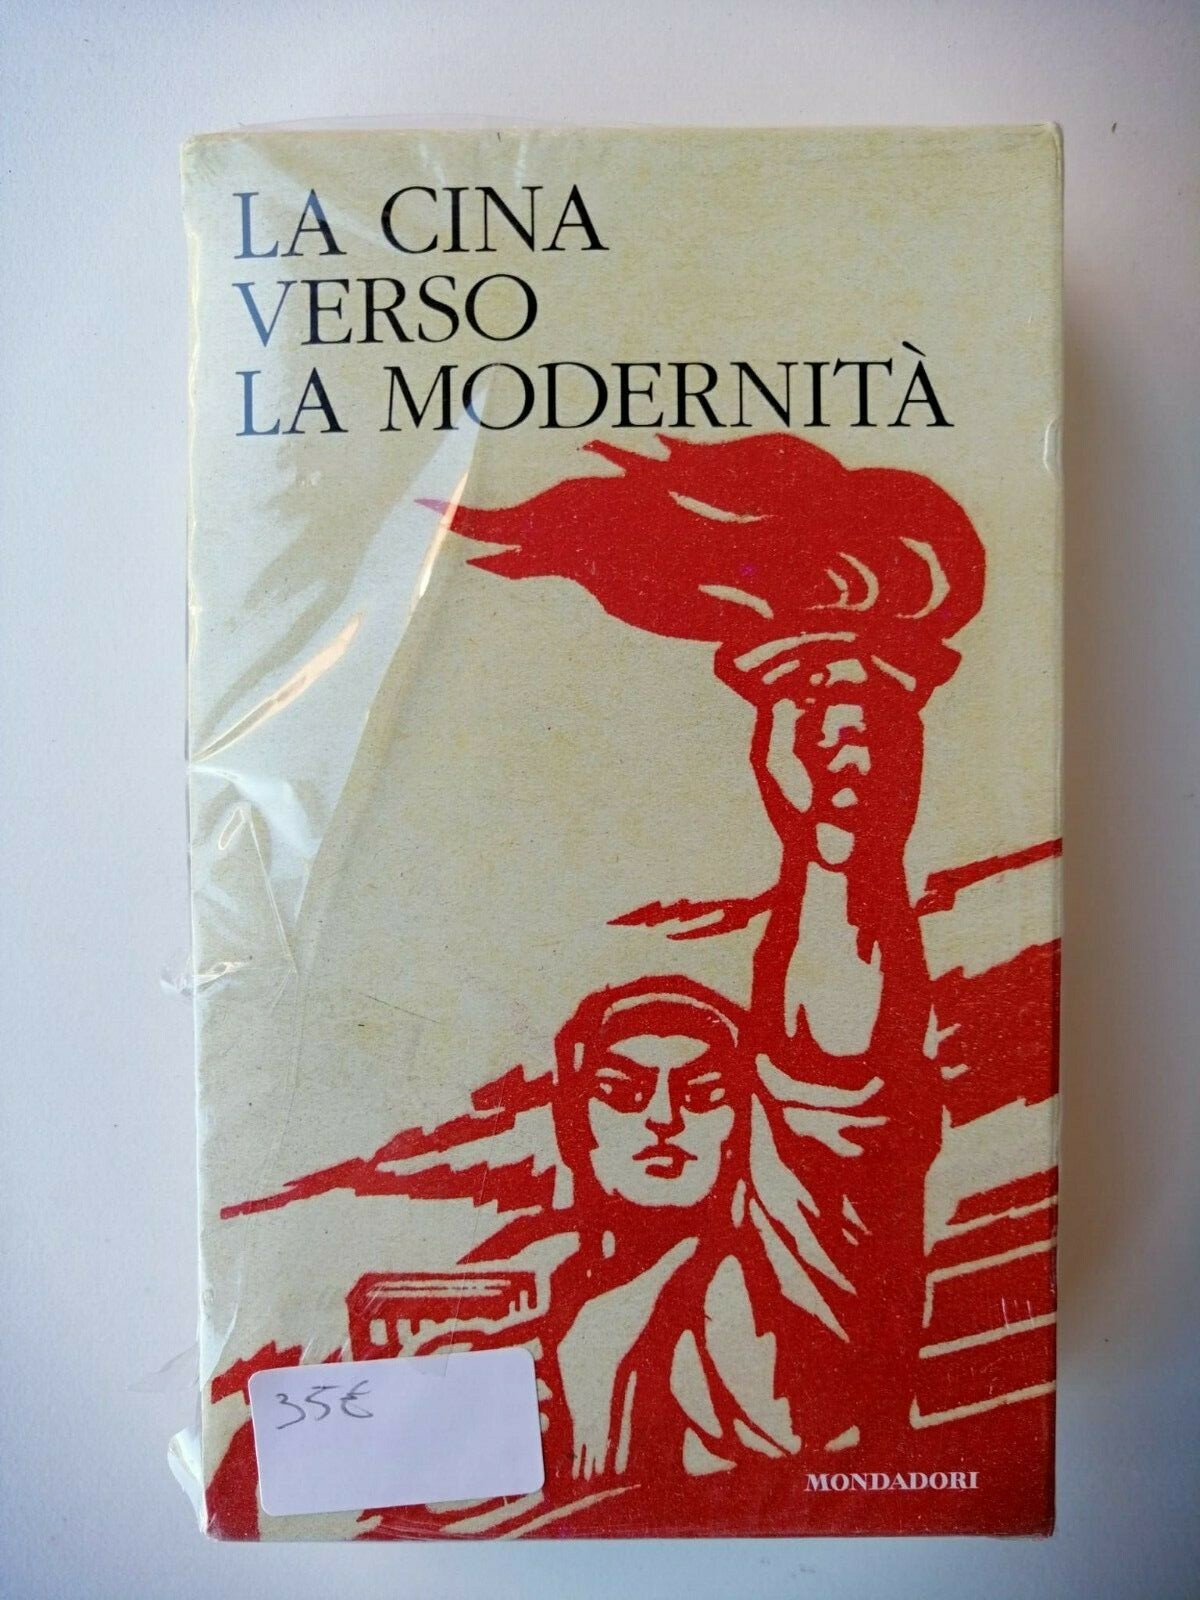 LA CINA
VERSO
LA MODERNITÀ
35€
MONDADORI